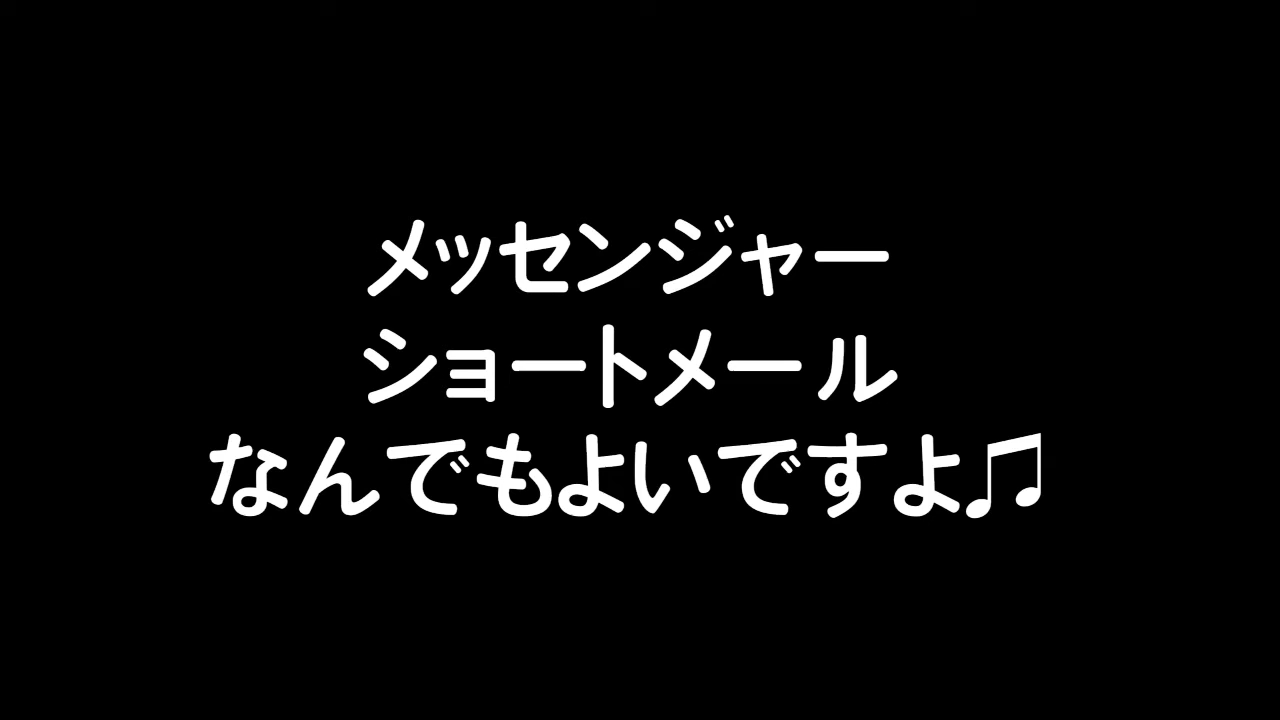 メッセンジャー
ショートメール
なんでもよいですよ♫